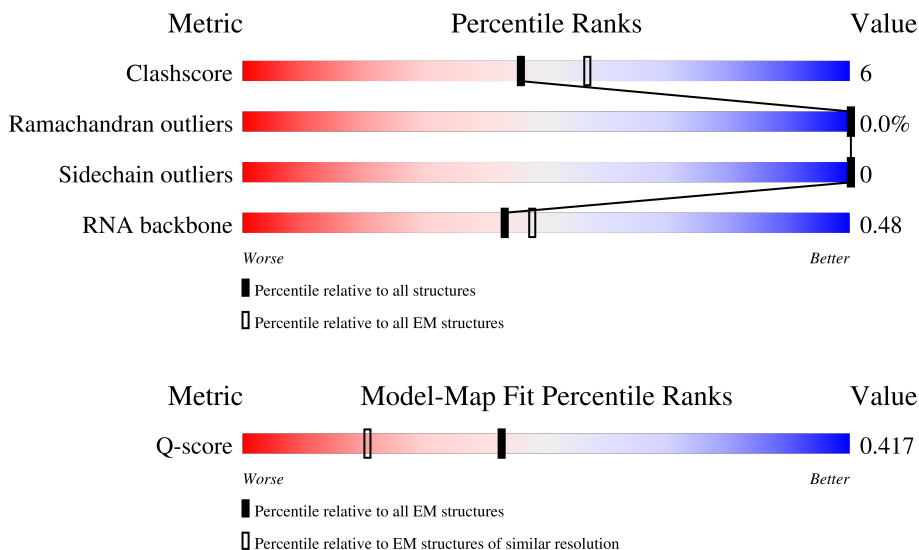 Metric Percentile Ranks Value
Clashscore 6
Ramachandran outliers 0.0%
Sidechain outliers 0
RNA backbone 0.48
Worse Better
Percentile relative to all structures
Percentile relative to all EM structures
Metric Model-Map Fit Percentile Ranks Value
Q-score 0.417
Worse Better
Percentile relative to all EM structures
Percentile relative to EM structures of similar resolution